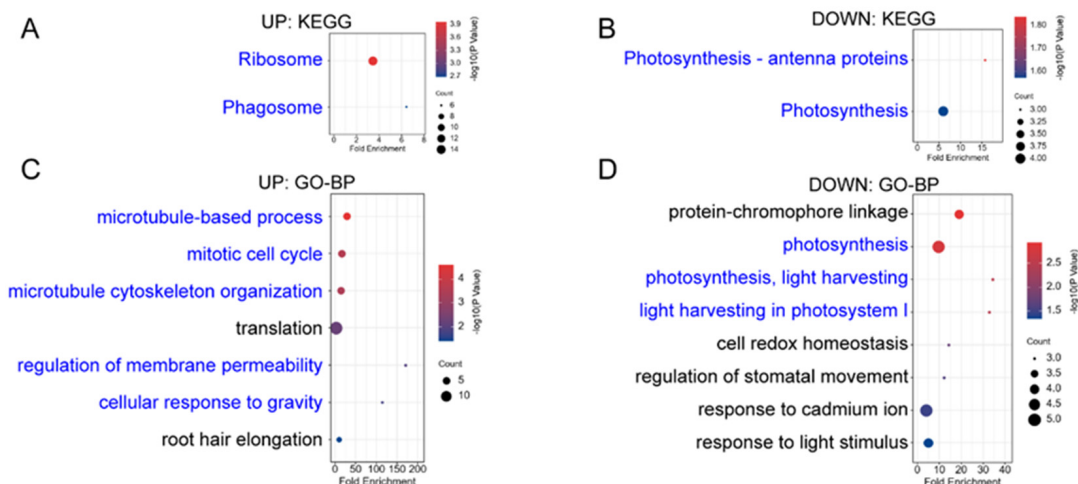 A
UP: KEGG
Ribosome
Phagosome
0 2 4 6 8
Fold Enrichment
3.9
3.6
3.3
3.0
2.7
-log10(P Value)
Count
6
8
10
12
14
B
DOWN: KEGG
Photosynthesis - antenna proteins
Photosynthesis
0 5 10 15
Fold Enrichment
1.80
1.70
1.60
-log10(P Value)
Count
3.00
3.25
3.50
3.75
4.00
C
UP: GO-BP
microtubule-based process
mitotic cell cycle
microtubule cytoskeleton organization
translation
regulation of membrane permeability
cellular response to gravity
root hair elongation
0 50 100 150 200
Fold Enrichment
4
3
2
-log10(P Value)
Count
5
10
D
DOWN: GO-BP
protein-chromophore linkage
photosynthesis
photosynthesis, light harvesting
light harvesting in photosystem I
cell redox homeostasis
regulation of stomatal movement
response to cadmium ion
response to light stimulus
0 10 20 30 40
Fold Enrichment
2.5
2.0
1.5
-log10(P Value)
Count
3.0
3.5
4.0
4.5
5.0